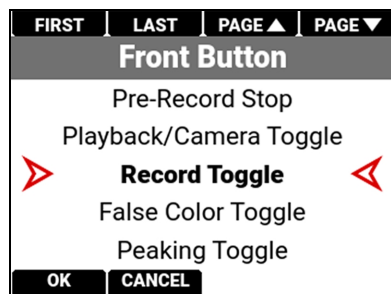 FIRST LAST PAGE▲ PAGE▼
Front Button
Pre-Record Stop
Playback/Camera Toggle
Record Toggle
False Color Toggle
Peaking Toggle
OK CANCEL